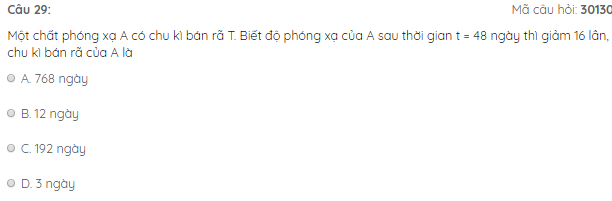 Câu 29: Mã câu hỏi: 30130
Một chất phóng xạ A có chu kì bán rã T. Biết độ phóng xạ của A sau thời gian t = 48 ngày thì giảm 16 lần,
chu kì bán rã của A là
A. 768 ngày
B. 12 ngày
C. 192 ngày
D. 3 ngày